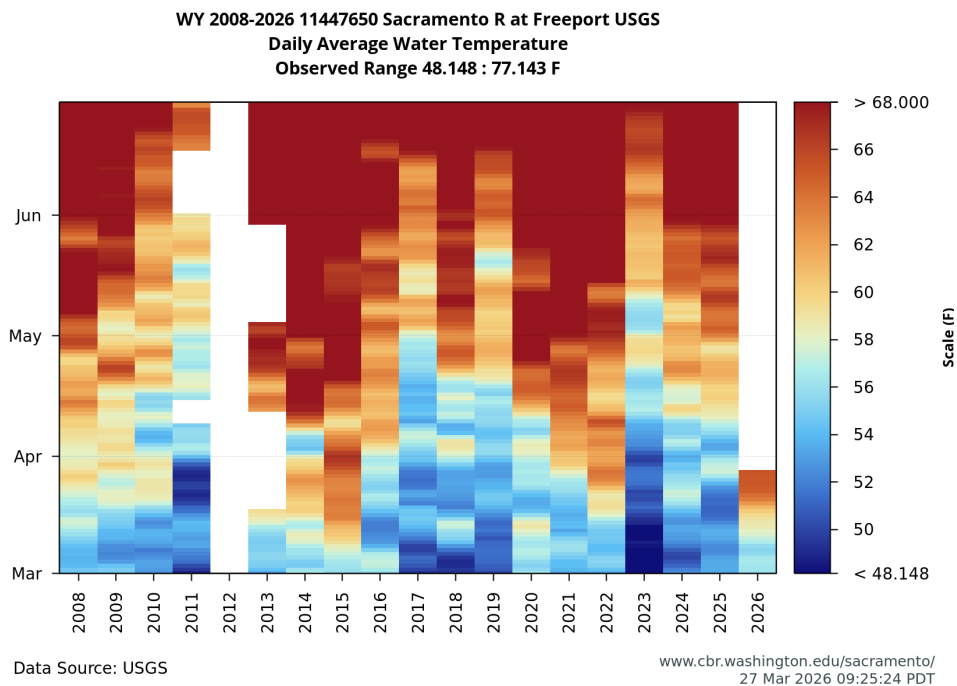 WY 2008-2026 11447650 Sacramento R at Freeport USGS
Daily Average Water Temperature
Observed Range 48.148 : 77.143 F
Jun
May
Apr
Mar
2008
2009
2010
2011
2012
2013
2014
2015
2016
2017
2018
2019
2020
2021
2022
2023
2024
2025
2026
> 68.000
66
64
62
60
58
56
54
52
50
< 48.148
Scale (F)
Data Source: USGS
www.cbr.washington.edu/sacramento/
27 Mar 2026 09:25:24 PDT